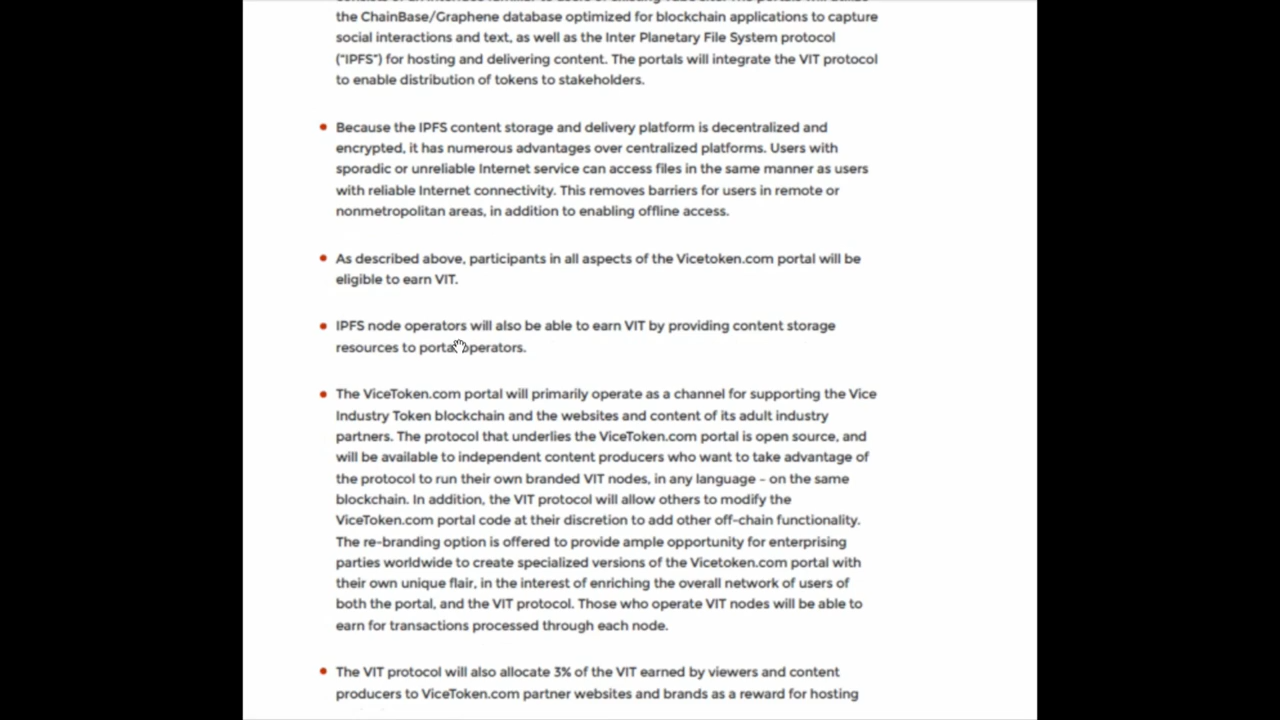 the ChainBase/Graphene database optimized for blockchain applications to capture
social interactions and text, as well as the Inter Planetary File System protocol
("IPFS") for hosting and delivering content. The portals will integrate the VIT protocol
to enable distribution of tokens to stakeholders.
Because the IPFS content storage and delivery platform is decentralized and
encrypted, it has numerous advantages over centralized platforms. Users with
sporadic or unreliable Internet service can access files in the same manner as users
with reliable Internet connectivity. This removes barriers for users in remote or
nonmetropolitan areas, in addition to enabling offline access.
As described above, participants in all aspects of the Vicetoken.com portal will be
eligible to earn VIT.
IPFS node operators will also be able to earn VIT by providing content storage
resources to portal operators.
The ViceToken.com portal will primarily operate as a channel for supporting the Vice
Industry Token blockchain and the websites and content of its adult industry
partners. The protocol that underlies the ViceToken.com portal is open source, and
will be available to independent content producers who want to take advantage of
the protocol to run their own branded VIT nodes, in any language – on the same
blockchain. In addition, the VIT protocol will allow others to modify the
ViceToken.com portal code at their discretion to add other off-chain functionality.
The re-branding option is offered to provide ample opportunity for enterprising
parties worldwide to create specialized versions of the Vicetoken.com portal with
their own unique flair, in the interest of enriching the overall network of users of
both the portal, and the VIT protocol. Those who operate VIT nodes will be able to
earn for transactions processed through each node.
The VIT protocol will also allocate 3% of the VIT earned by viewers and content
producers to ViceToken.com partner websites and brands as a reward for hosting